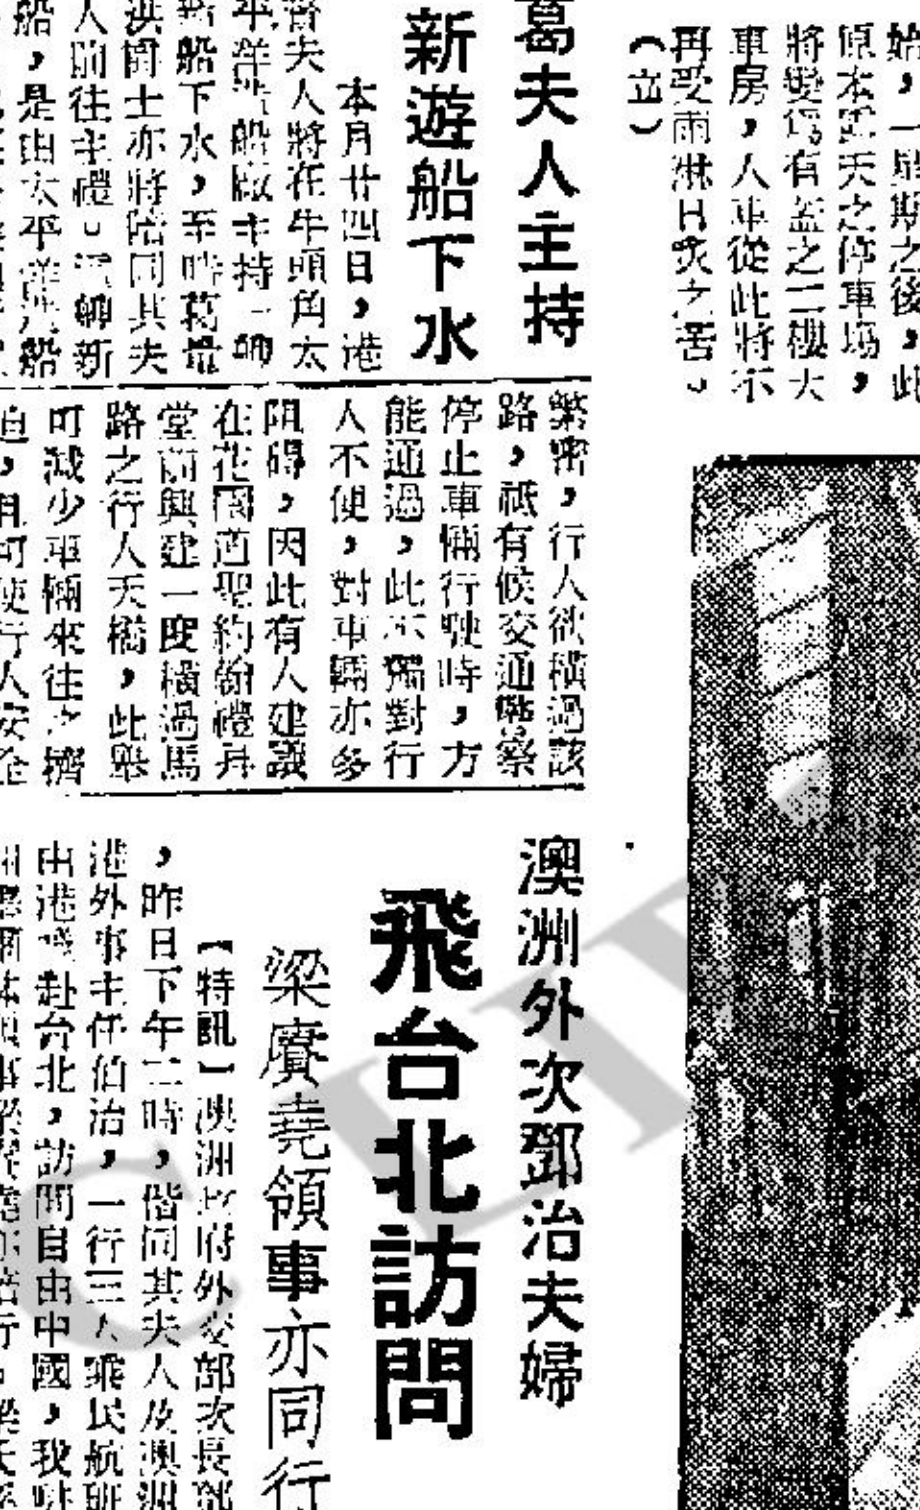 始，一星期之後，此
原本露天之停車場，
將變為有蓋之二樓大
車房，人車從此將不
再受雨淋日炙之苦。
（立）
葛夫人主持
新遊船下水
本月廿四日，港
督夫人將在牛頭角太
平洋造船廠主持一艘
船下水，至時葛量
洪爵士亦將陪同其夫
人前往主禮。這艘新
船，是由太平洋造船
繁密，行人欲橫過該
路，祗有候交通警察
停止車輛行駛時，方
能通過，此不獨對行
人不便，對車輛亦多
阻碍，因此有人建議
在花園道聖約翰禮拜
堂前興建一度橫過馬
路之行人天橋，此舉
可減少車輛來往之擠
迫，且可使行人安全
澳洲外次鄧治夫婦
飛台北訪問
梁賡堯領事亦同行
【特訊】澳洲政府外交部次長鄧
，昨日下午二時，偕同其夫人及澳洲
港外事主任伯治，一行三人乘民航班
由港飛赴台北，訪問自由中國，我駐